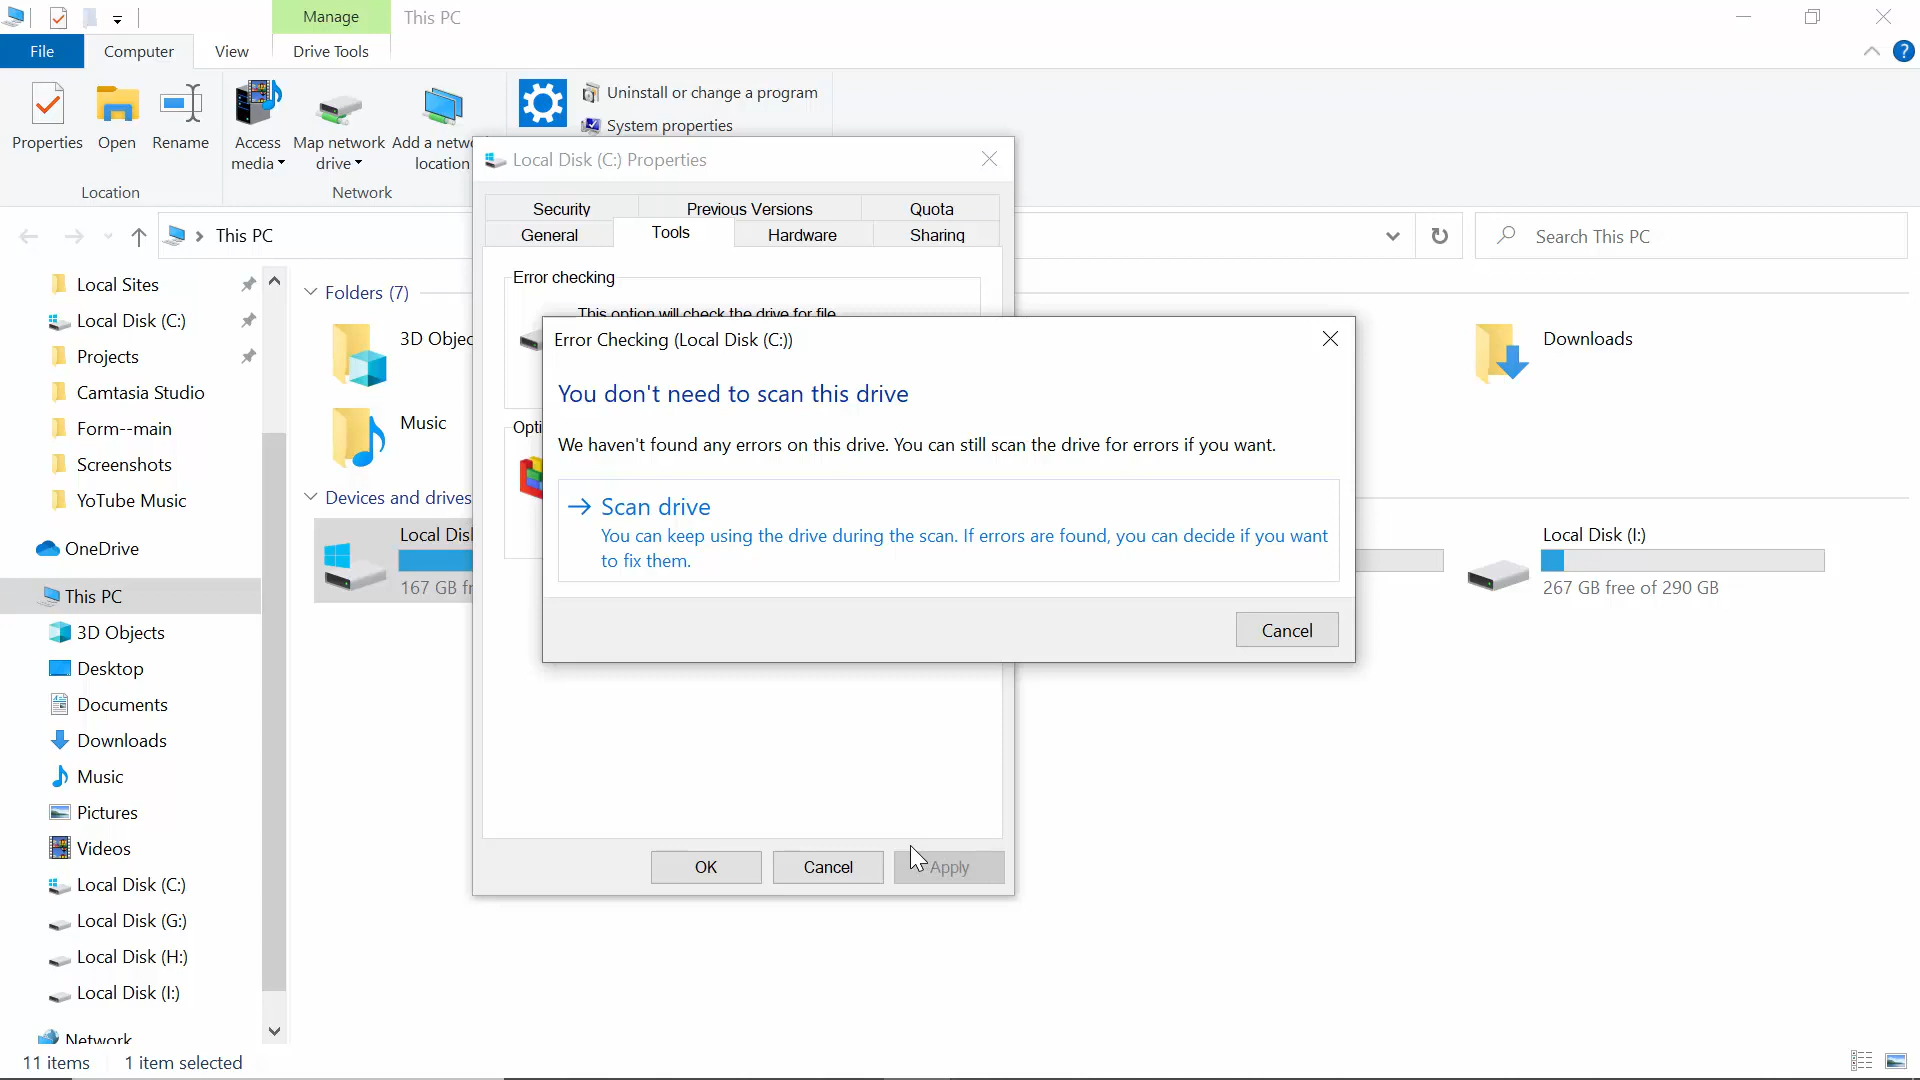 Manage
This PC
File
Computer
View
Drive Tools
Properties
Open
Rename
Access
media
Map network
drive
Add a netw
location
Uninstall or change a program
System properties
Location
Network
This PC
Search This PC
Local Disk (C:) Properties
Security
Previous Versions
Quota
General
Tools
Hardware
Sharing
Error checking
This option will check the drive for file
Opti
Error Checking (Local Disk (C:))
You don't need to scan this drive
We haven't found any errors on this drive. You can still scan the drive for errors if you want.
Scan drive
You can keep using the drive during the scan. If errors are found, you can decide if you want
to fix them.
Cancel
OK
Cancel
Apply
Local Sites
Local Disk (C:)
Projects
Camtasia Studio
Form--main
Screenshots
YoTube Music
OneDrive
This PC
3D Objects
Desktop
Documents
Downloads
Music
Pictures
Videos
Local Disk (C:)
Local Disk (G:)
Local Disk (H:)
Local Disk (I:)
Network
Folders (7)
3D Objec
Downloads
Music
Devices and drives
Local Disk
167 GB fr
Local Disk (I:)
267 GB free of 290 GB
11 items
1 item selected